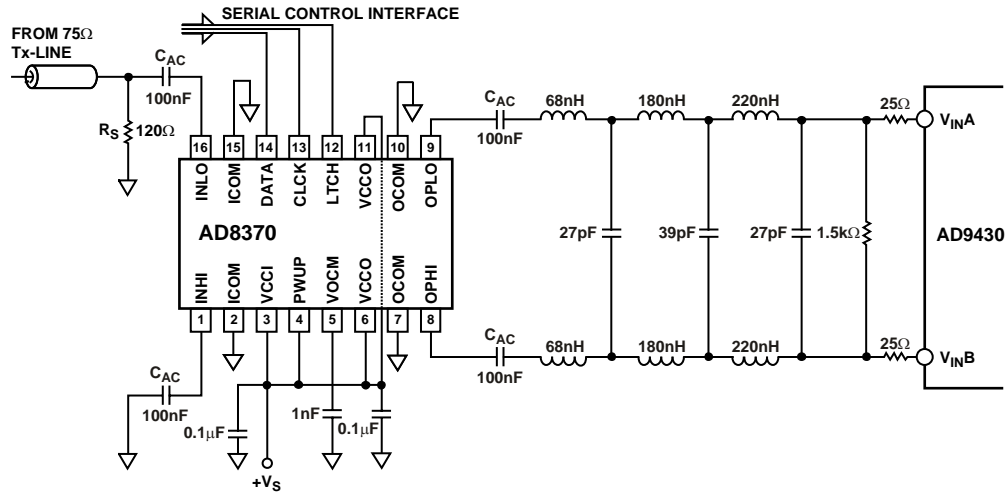 SERIAL CONTROL INTERFACE
FROM 75Ω
Tx-LINE
CAC
100nF
RS
120Ω
16
15
14
13
12
11
10
9
INLO
ICOM
DATA
CLCK
LTCH
VCCO
OCOM
OPLO
AD8370
INHI
ICOM
VCCI
PWUP
VOCM
VCCO
OCOM
OPHI
1
2
3
4
5
6
7
8
CAC
100nF
0.1µF
+VS
1nF
0.1µF
CAC
100nF
68nH
180nH
220nH
25Ω
VINA
27pF
39pF
27pF
1.5kΩ
AD9430
CAC
100nF
68nH
180nH
220nH
25Ω
VINB